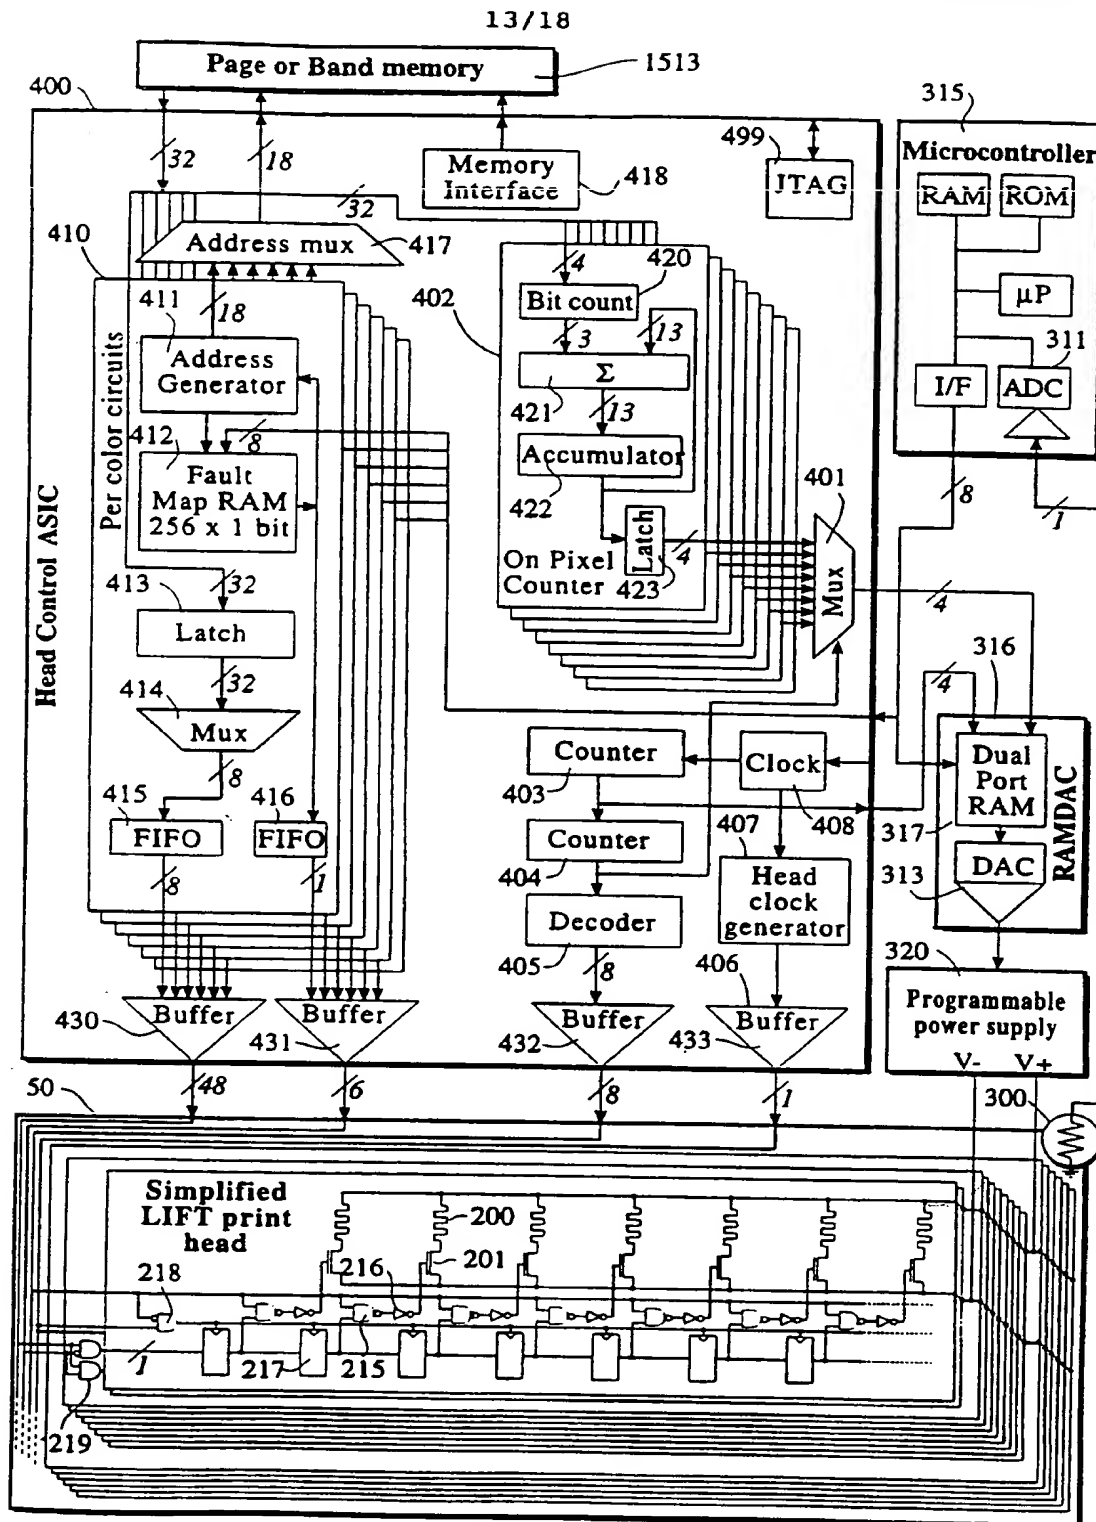 13/18
Page or Band memory
1513
400
32
18
Memory
Interface
418
499
JTAG
315
Microcontroller
RAM
ROM
μP
311
I/F
ADC
8
1
32
410
Address mux
417
411
18
Address
Generator
412
8
Fault
Map RAM
256 x 1 bit
Per color circuits
Head Control ASIC
413
32
Latch
32
414
Mux
8
415
FIFO
416
FIFO
8
1
402
4
420
Bit count
3
13
Σ
421
13
Accumulator
422
Latch
4
423
On Pixel
Counter
401
Mux
4
316
4
Dual
Port
RAM
317
DAC
313
RAMDAC
Counter
403
Clock
408
Counter
404
407
Head
clock
generator
Decoder
405
8
406
Buffer
430
Buffer
431
Buffer
432
Buffer
433
320
Programmable
power supply
V-
V+
300
50
48
6
8
1
Simplified
LIFT print
head
200
201
216
218
217
215
1
219